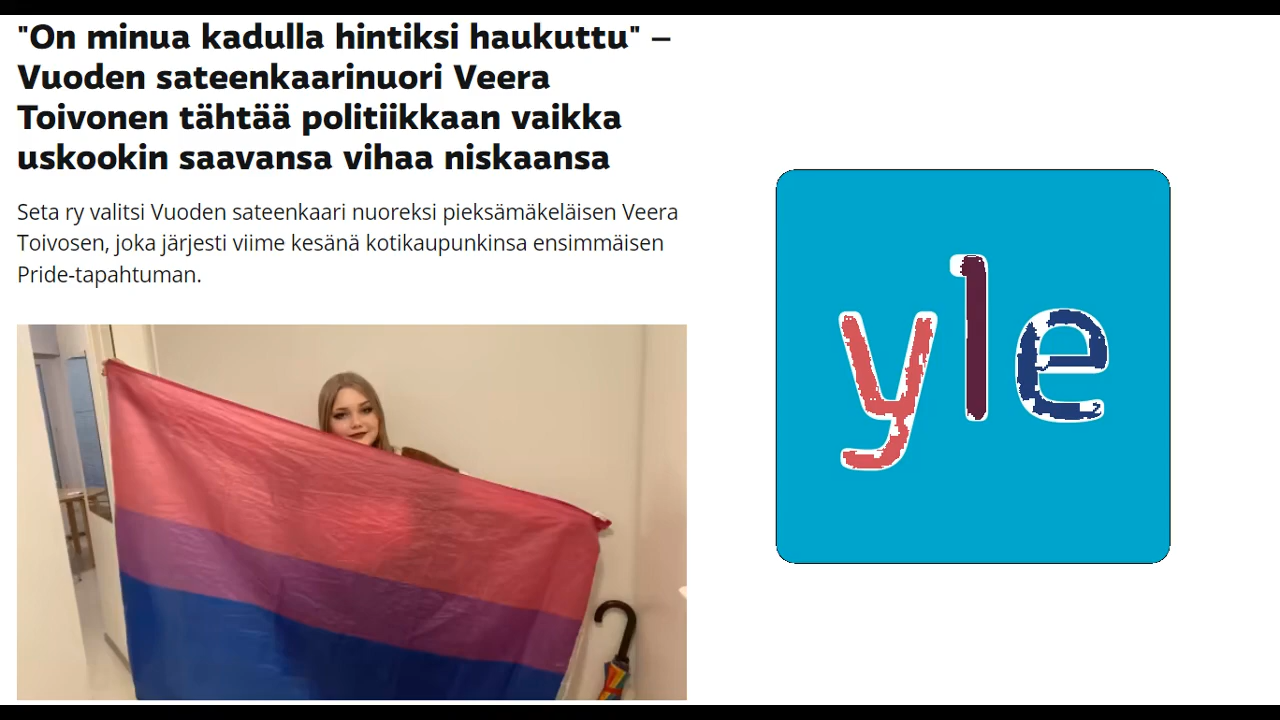 "On minua kadulla hintiksi haukuttu" –
Vuoden sateenkaarinuori Veera
Toivonen tähtää politiikkaan vaikka
uskookin saavansa vihaa niskaansa
Seta ry valitsi Vuoden sateenkaari nuoreksi pieksämäkeläisen Veera
Toivosen, joka järjesti viime kesänä kotikaupunkinsa ensimmäisen
Pride-tapahtuman.
yle